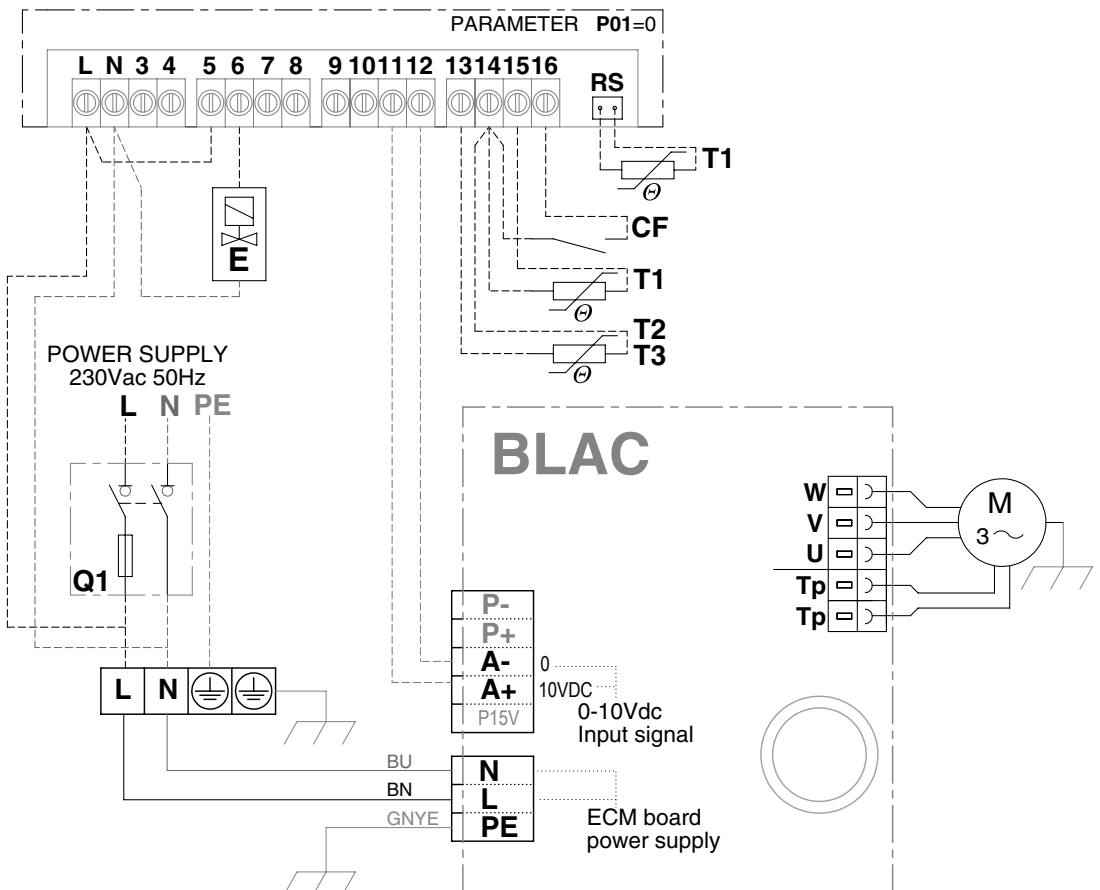 PARAMETER P01=0
L N 3 4 5 6 7 8 9 10 11 12 13 14 15 16
RS
T1
CF
E
T1
T2
T3
Θ
Θ
Θ
POWER SUPPLY
230Vac 50Hz
L N PE
BLAC
Q1
W
V
U
Tp
Tp
M
3~
P-
P+
A- 0
A+ 10VDC
P15V
0-10Vdc
Input signal
L N
BU
N
BN
L
GNYE
PE
ECM board
power supply